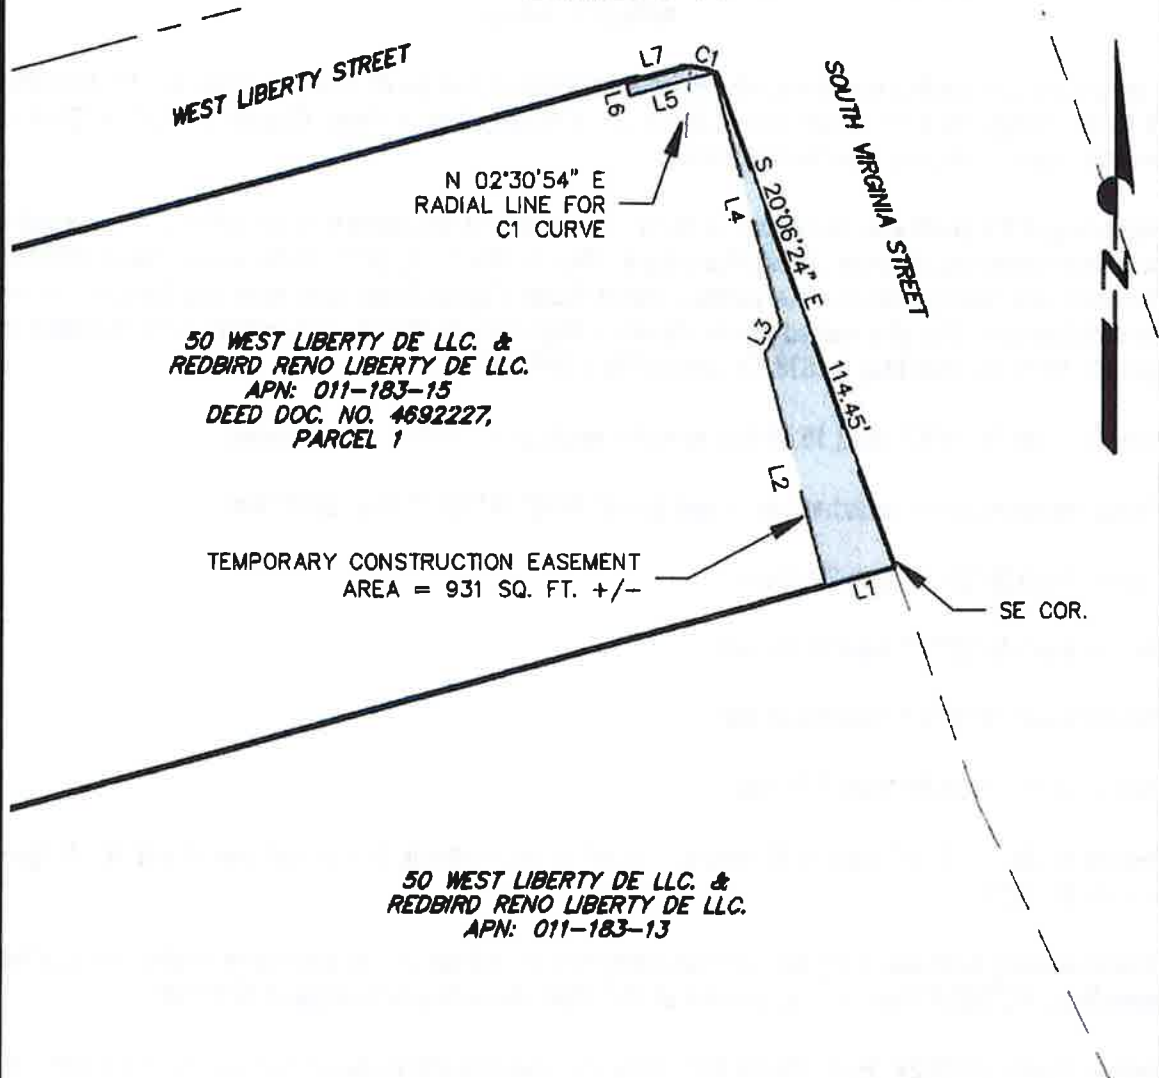 WEST LIBERTY STREET
L7
C1
L6
L5
SOUTH VIRGINIA STREET
N 02°30'54" E
RADIAL LINE FOR
C1 CURVE
L4
S 20°06'24" E
114.45'
N
L3
50 WEST LIBERTY DE LLC. &
REDBIRD RENO LIBERTY DE LLC.
APN: 011-183-15
DEED DOC. NO. 4692227,
PARCEL 1
L2
TEMPORARY CONSTRUCTION EASEMENT
AREA = 931 SQ. FT. +/-
L1
SE COR.
50 WEST LIBERTY DE LLC. &
REDBIRD RENO LIBERTY DE LLC.
APN: 011-183-13